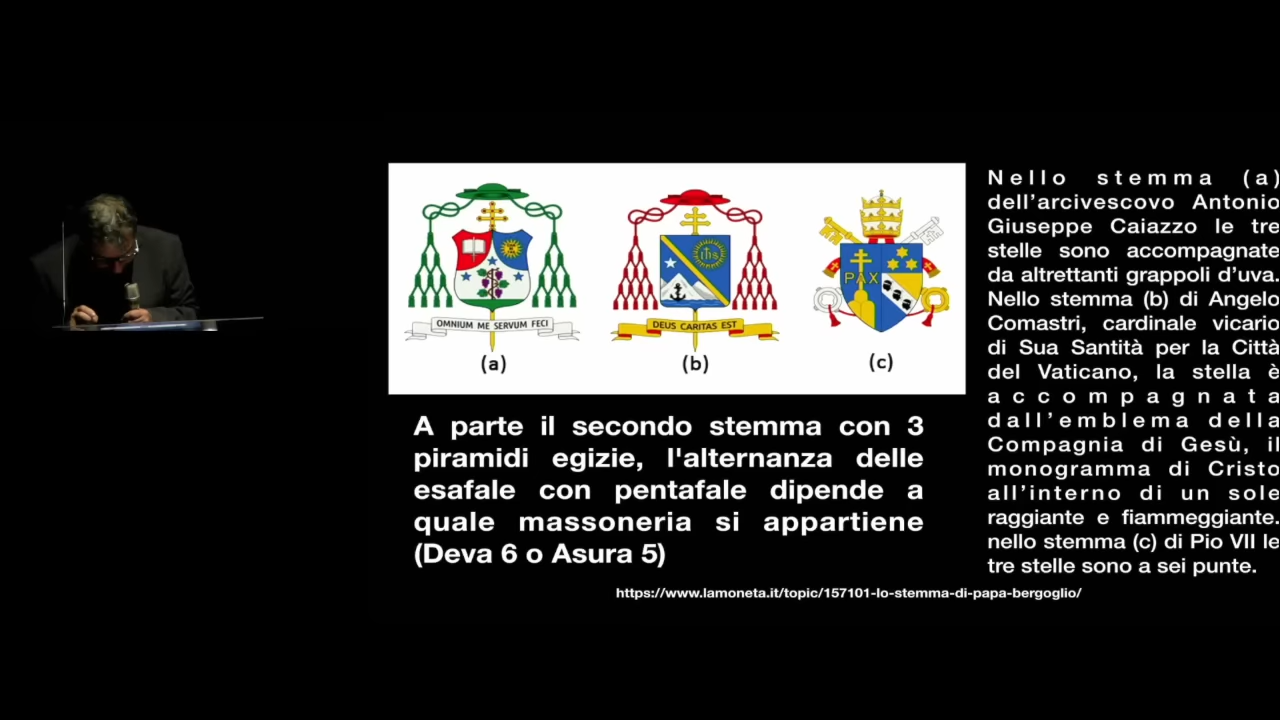 OMNIUM ME SERVUM FECI
DEUS CARITAS EST
IHS
PAX
(a)
(b)
(c)
A parte il secondo stemma con 3
piramidi egizie, l'alternanza delle
esafale con pentafale dipende a
quale massoneria si appartiene
(Deva 6 o Asura 5)
Nello stemma (a)
dell'arcivescovo Antonio
Giuseppe Caiazzo le tre
stelle sono accompagnate
da altrettanti grappoli d'uva.
Nello stemma (b) di Angelo
Comastri, cardinale vicario
di Sua Santità per la Città
del Vaticano, la stella è
accompagnata
dall'emblema della
Compagnia di Gesù, il
monogramma di Cristo
all'interno di un sole
raggiante e fiammeggiante.
nello stemma (c) di Pio VII le
tre stelle sono a sei punte.
https://www.lamoneta.it/topic/157101-lo-stemma-di-papa-bergoglio/